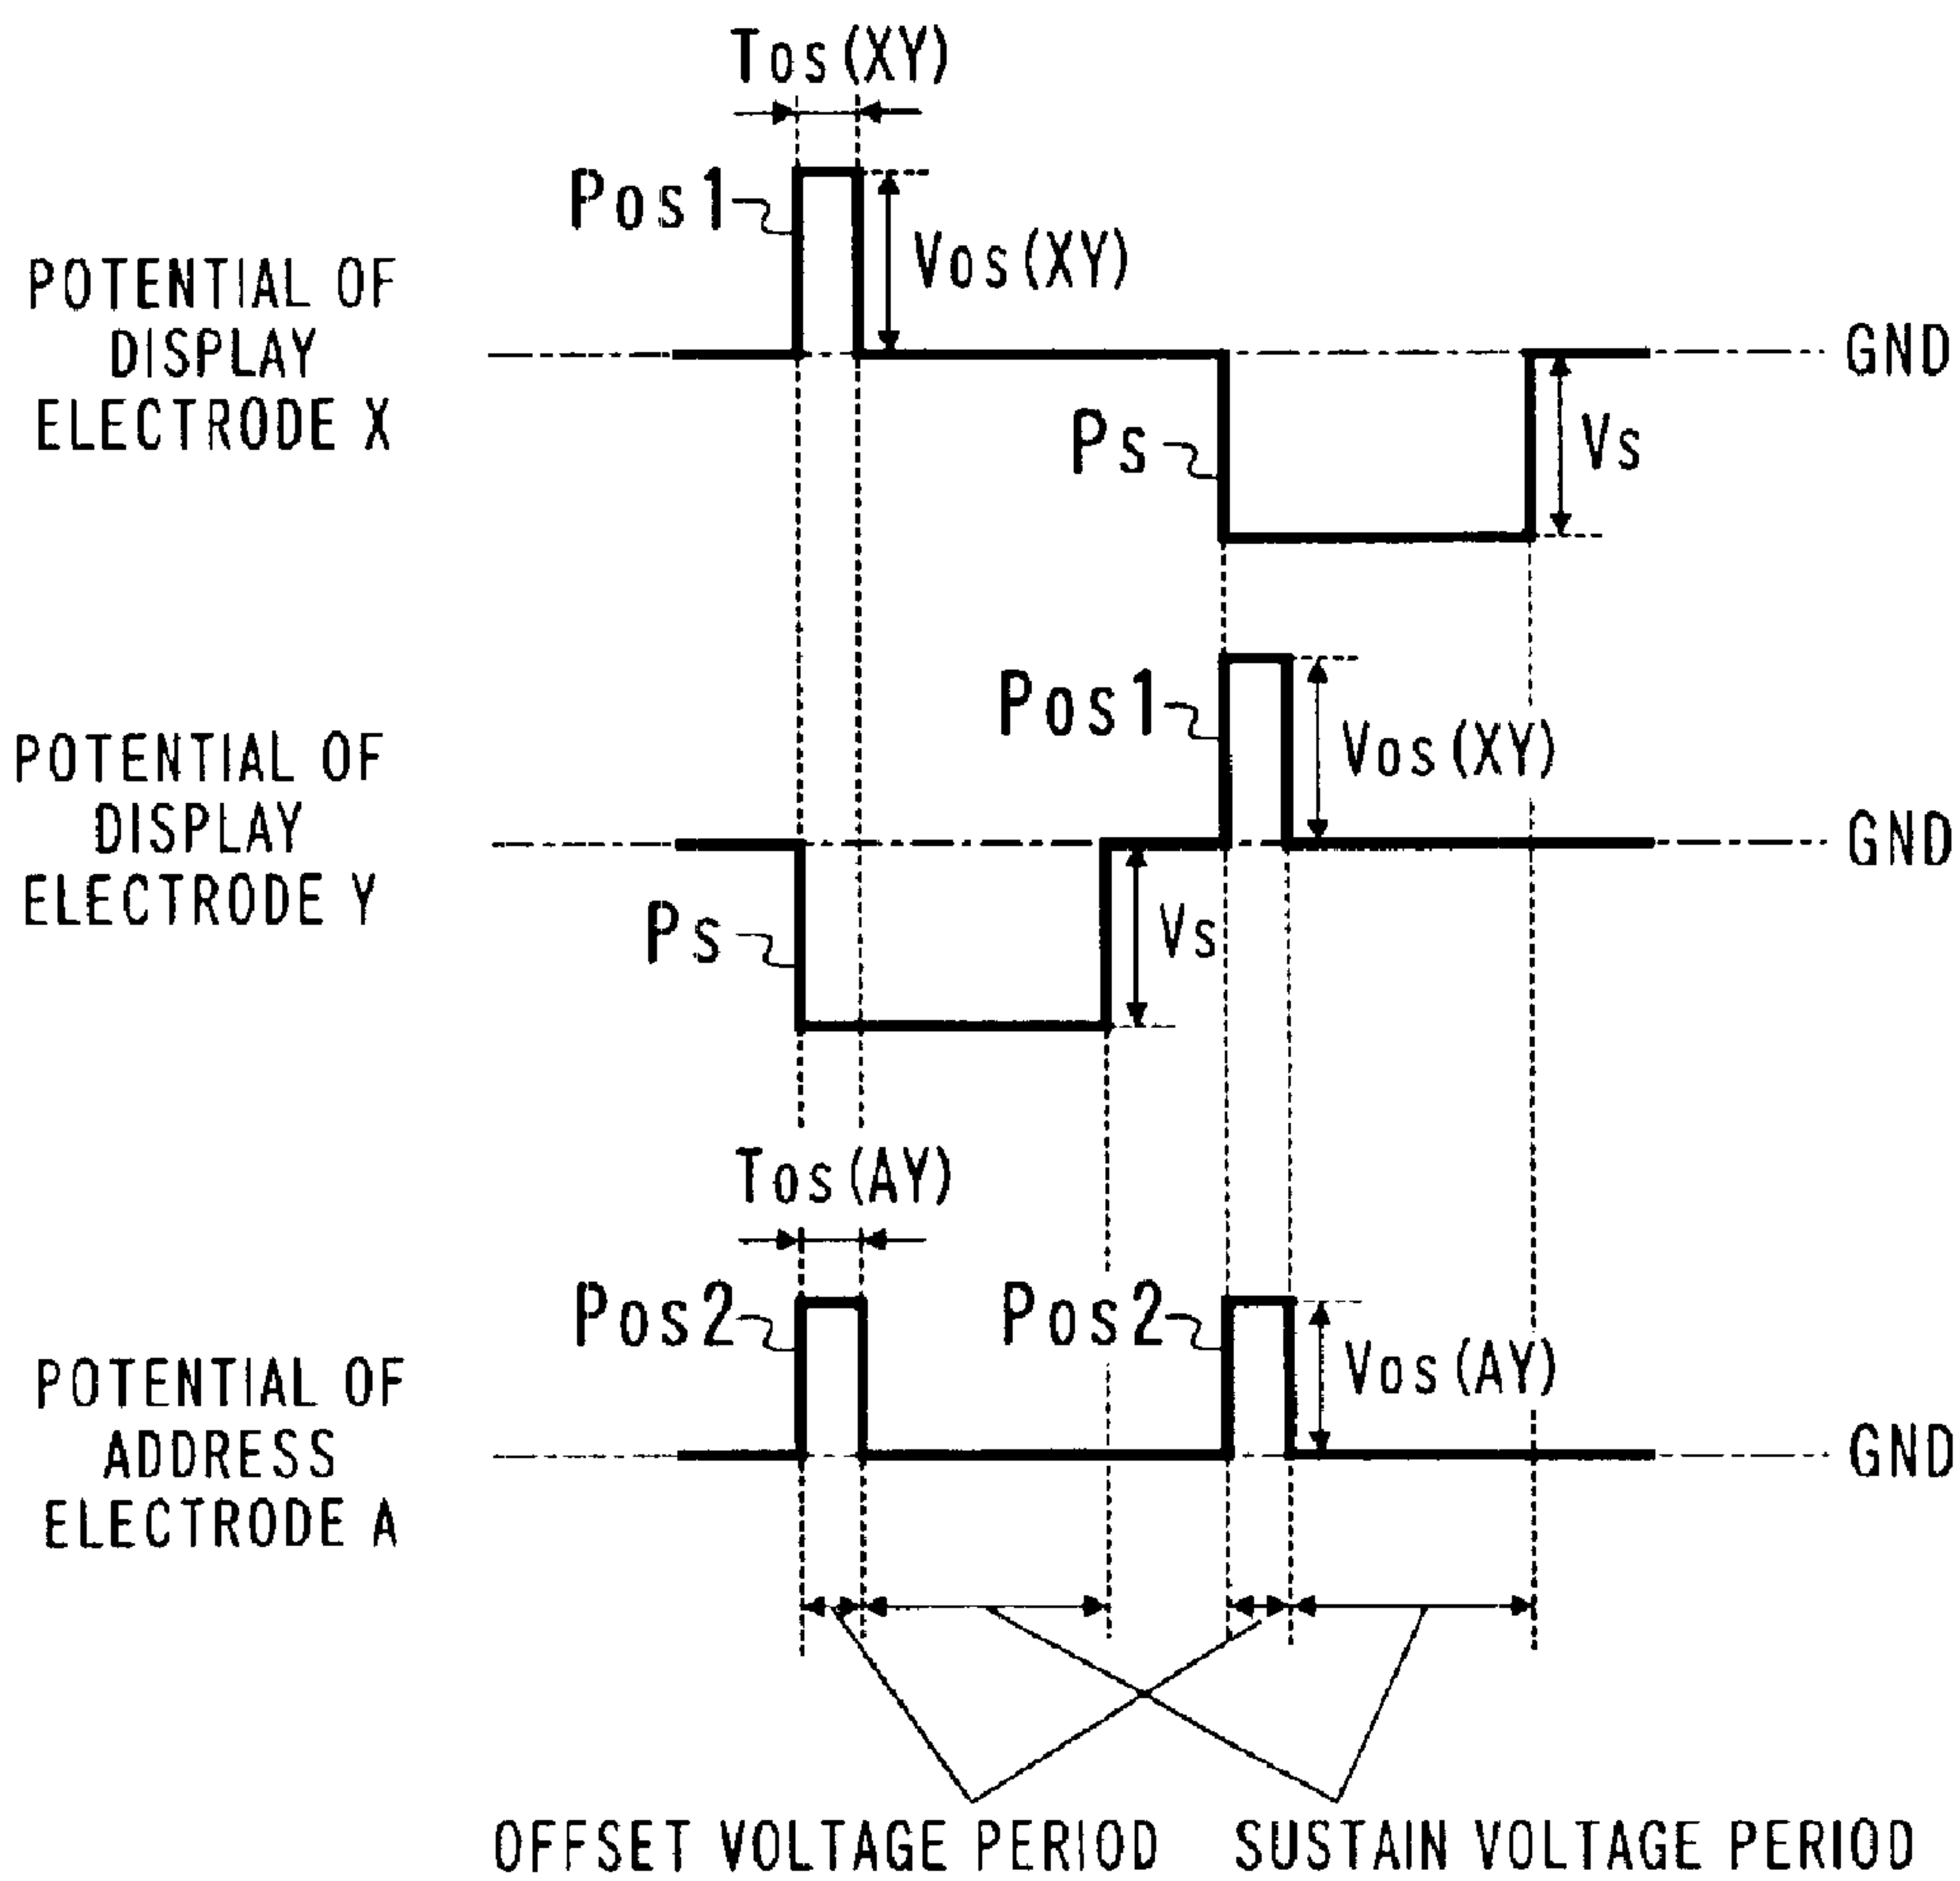 Tos(XY)
Pos1
Vos(XY)
POTENTIAL OF
DISPLAY
ELECTRODE X
GND
Ps
Vs
Pos1
Vos(XY)
POTENTIAL OF
DISPLAY
ELECTRODE Y
GND
Ps
Vs
Tos(AY)
Pos2
Pos2
Vos(AY)
POTENTIAL OF
ADDRESS
ELECTRODE A
GND
OFFSET VOLTAGE PERIOD
SUSTAIN VOLTAGE PERIOD